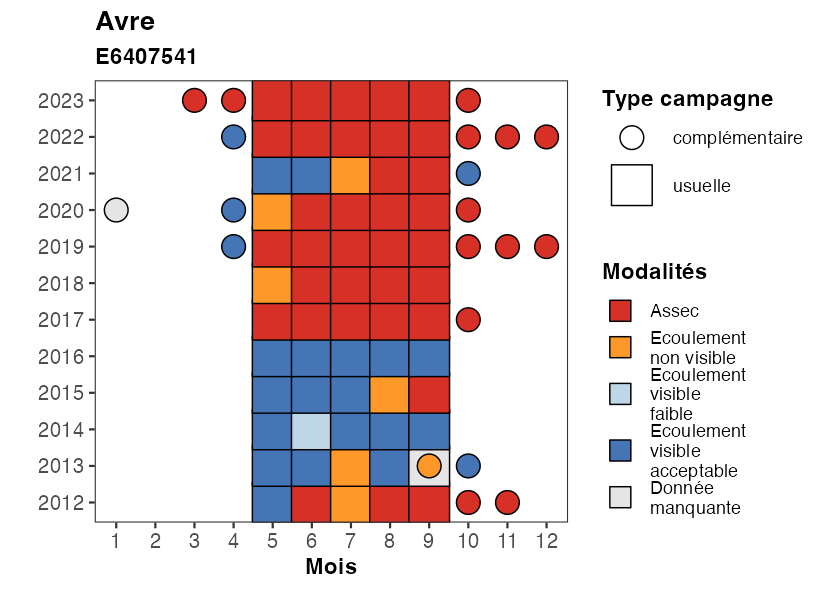 Avre
E6407541
2023
2022
2021
2020
2019
2018
2017
2016
2015
2014
2013
2012
1 2 3 4 5 6 7 8 9 10 11 12
Mois
Type campagne
complémentaire
usuelle
Modalités
Assec
Ecoulement
non visible
Ecoulement
visible
faible
Ecoulement
visible
acceptable
Donnée
manquante